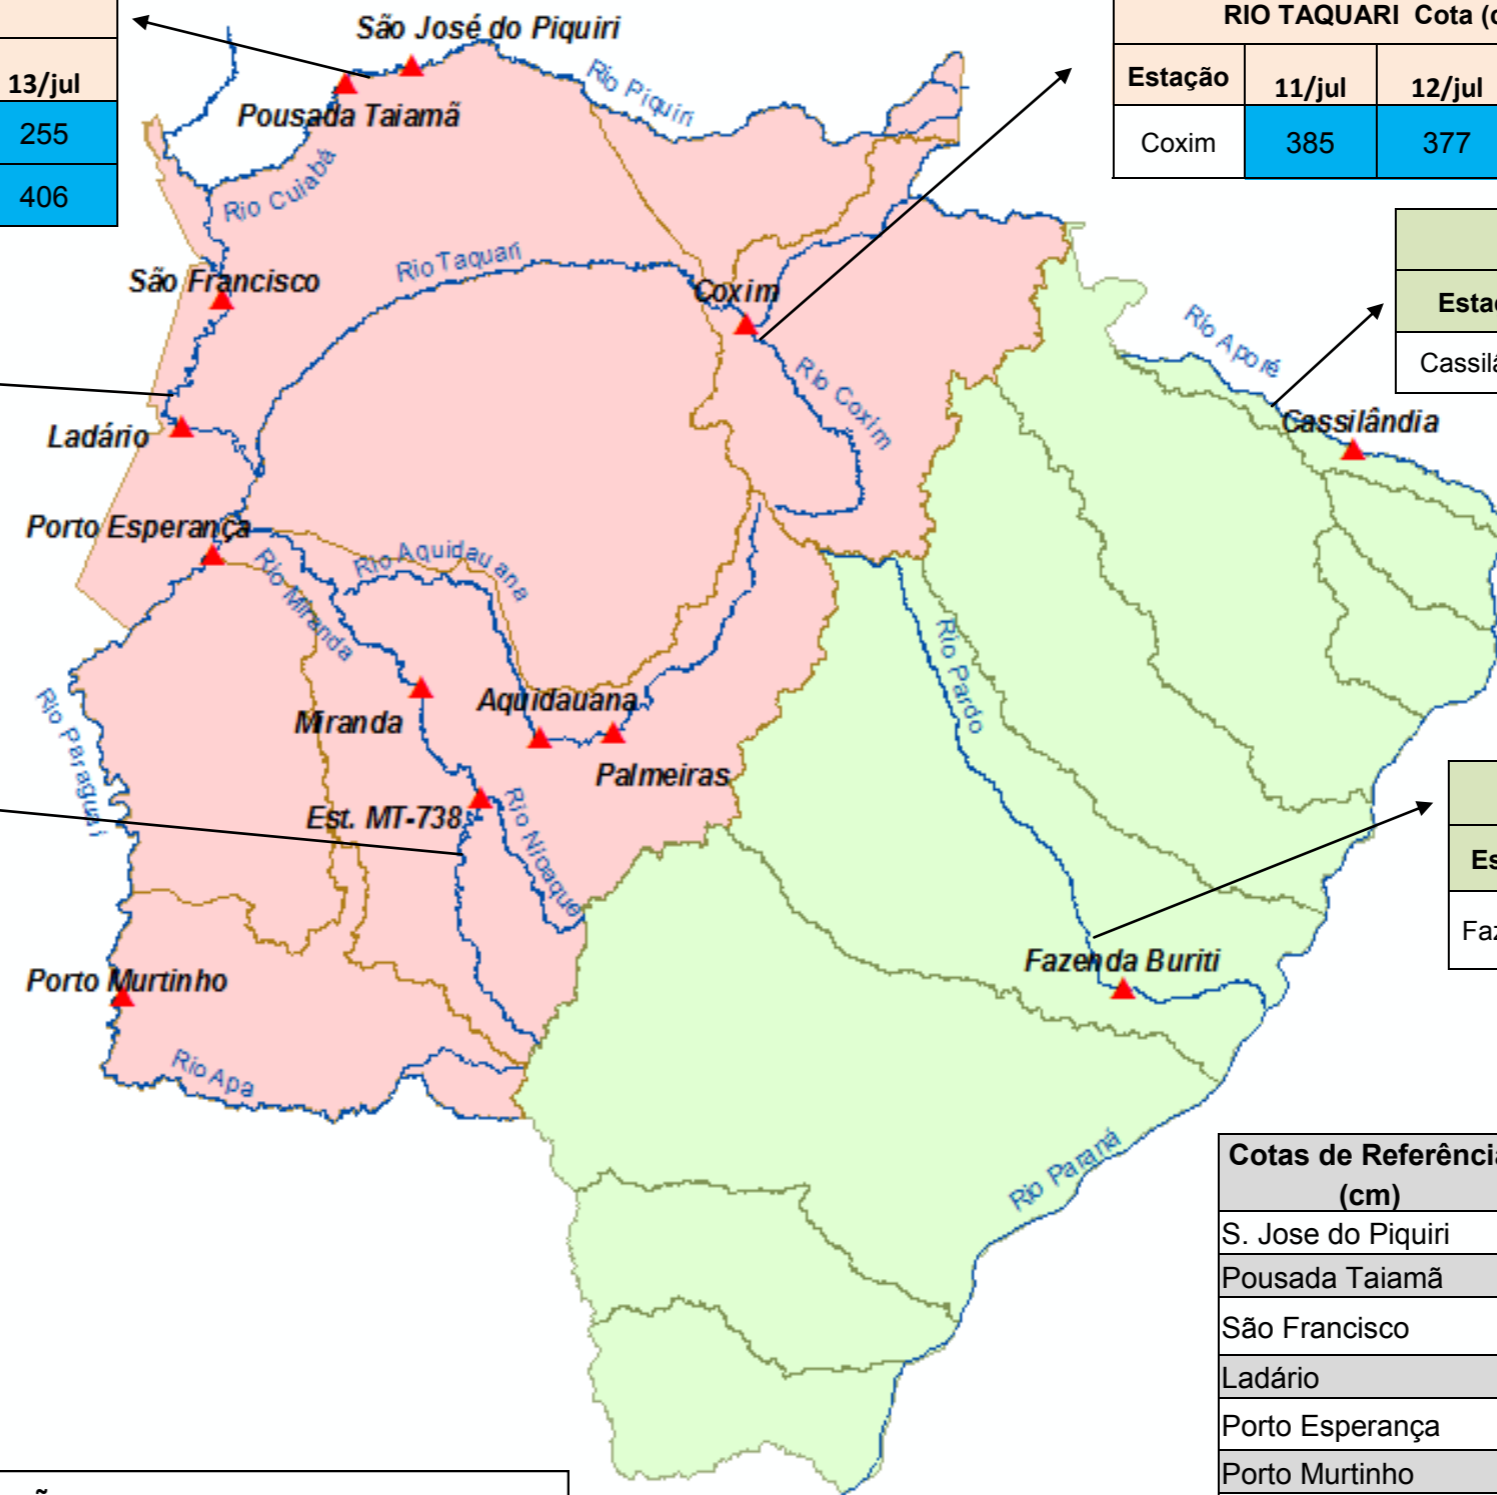 13/jul
255
406
São José do Piquiri
Pousada Taiamã
Rio Piquiri
Rio Cuiabá
RIO TAQUARI Cota (c
Estação 11/jul 12/jul
Coxim 385 377
São Francisco
Rio Taquari
Coxim
Rio Coxim
Ladário
Porto Esperança
Rio Aporé
Cassilândia
Rio Miranda
Rio Aquidauana
Rio Pardo
Rio Paraguai
Miranda
Aquidauana
Palmeiras
Est. MT-738
Rio Nioaque
Fazenda Buriti
Porto Murtinho
Rio Apa
Rio Paraná
Cotas de Referência
(cm)
S. Jose do Piquiri
Pousada Taiamã
São Francisco
Ladário
Porto Esperança
Porto Murtinho